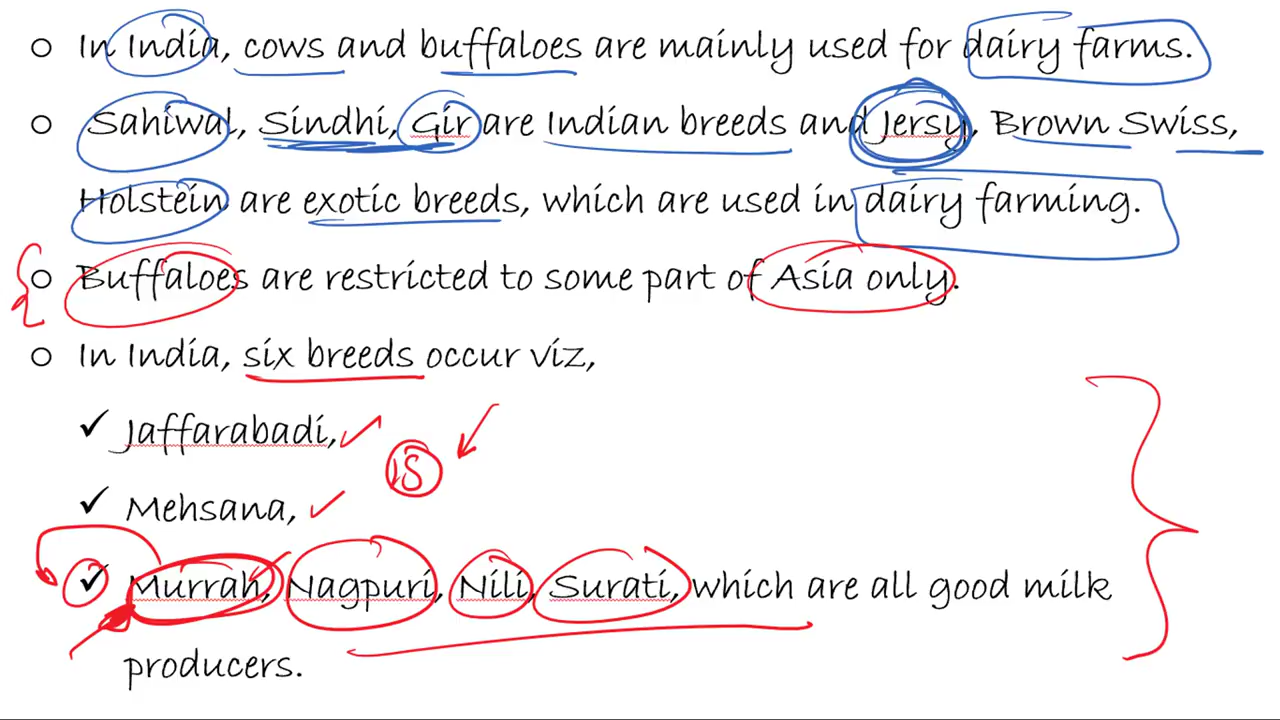 o In India, cows and buffaloes are mainly used for dairy farms.
o Sahiwal, Sindhi, Gir are Indian breeds and Jersy, Brown Swiss,
Holstein are exotic breeds, which are used in dairy farming.
o Buffaloes are restricted to some part of Asia only.
o In India, six breeds occur viz,
✓ Jaffarabadi,
✓ Mehsana,
✓ Murrah, Nagpuri, Nili, Surati, which are all good milk
producers.